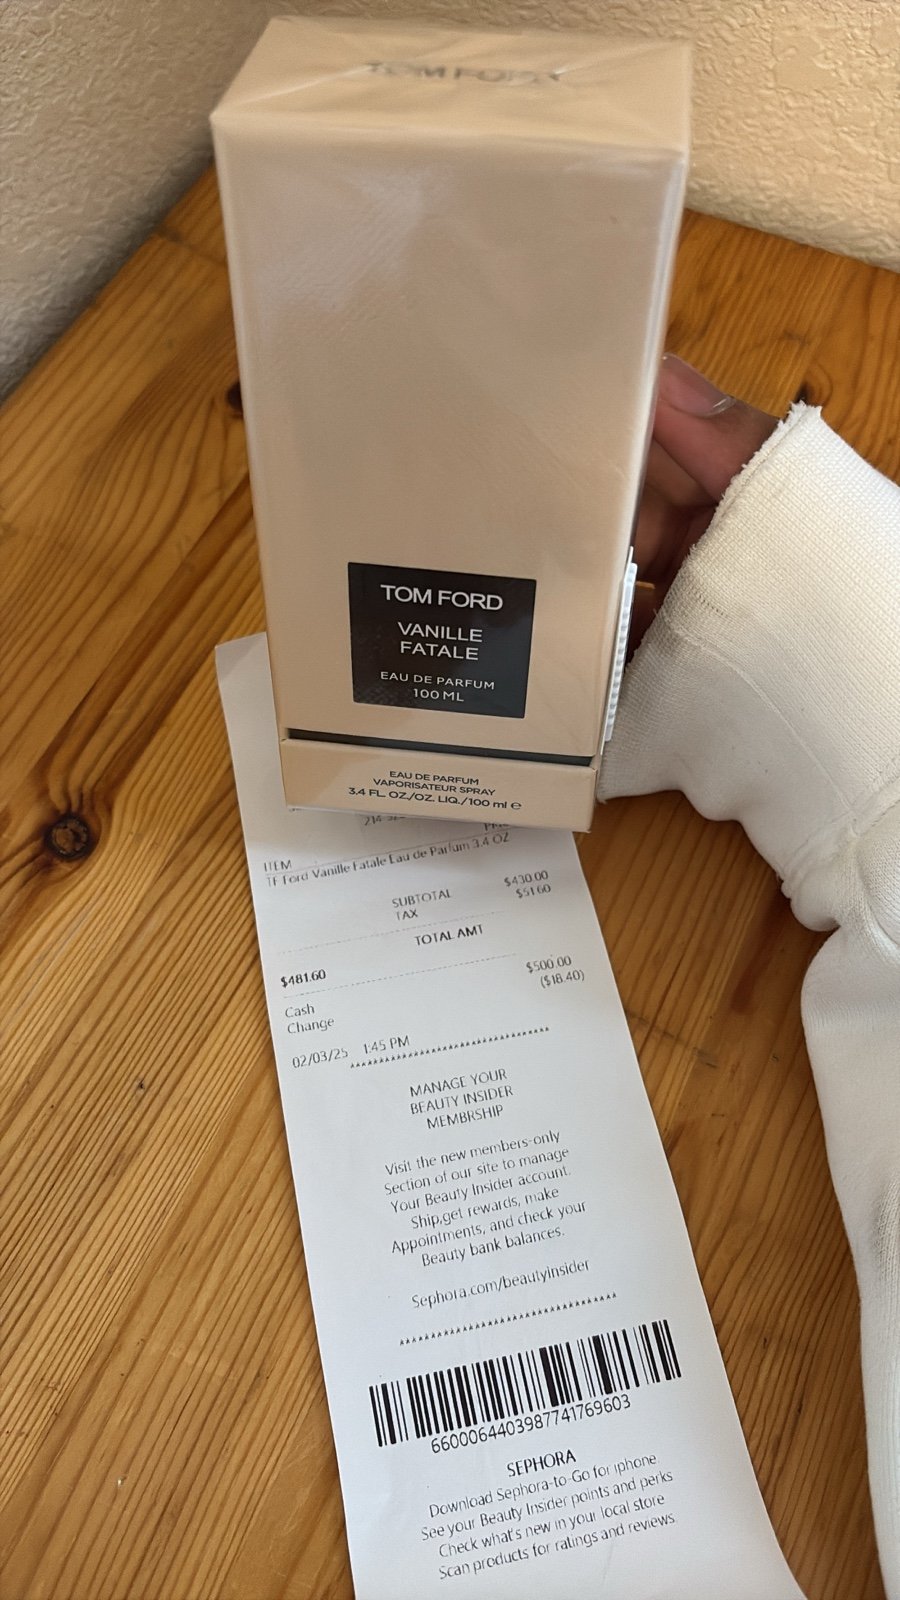 TOM FORD
TOM FORD
VANILLE
FATALE
EAU DE PARFUM
100 ML
EAU DE PARFUM
VAPORISATEUR SPRAY
3.4 FL. OZ./OZ. LIQ./100 ml e
ITEM
TF Ford Vanille Fatale Eau de Parfum 3.4 OZ
SUBTOTAL $430.00
TAX $51.60
TOTAL AMT
$481.60
Cash $500.00
Change ($18.40)
02/03/25 1:45 PM
MANAGE YOUR
BEAUTY INSIDER
MEMBRSHIP
Visit the new members-only
Section of our site to manage
Your Beauty Insider account.
Ship,get rewards, make
Appointments, and check your
Beauty bank balances.
Sephora.com/beautyinsider
6600064403987741769603
SEPHORA
Download Sephora-to-Go for iphone.
See your Beauty Insider points and perks
Check what's new in your local store
Scan products for ratings and reviews.